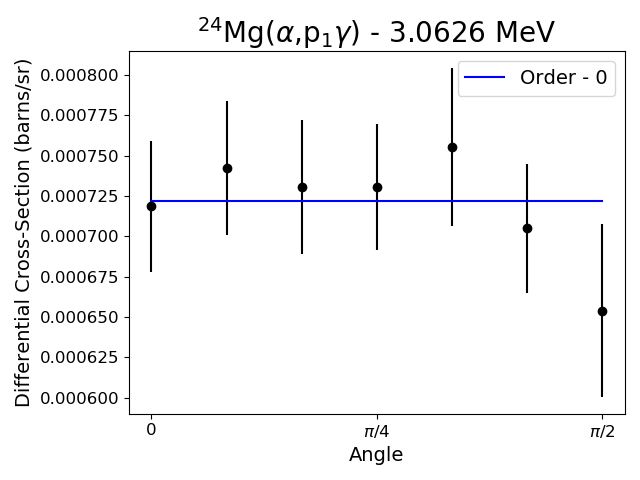 ²⁴Mg(α,p₁γ) - 3.0626 MeV
Order - 0
Differential Cross-Section (barns/sr)
0.000800
0.000775
0.000750
0.000725
0.000700
0.000675
0.000650
0.000625
0.000600
0
π/4
π/2
Angle